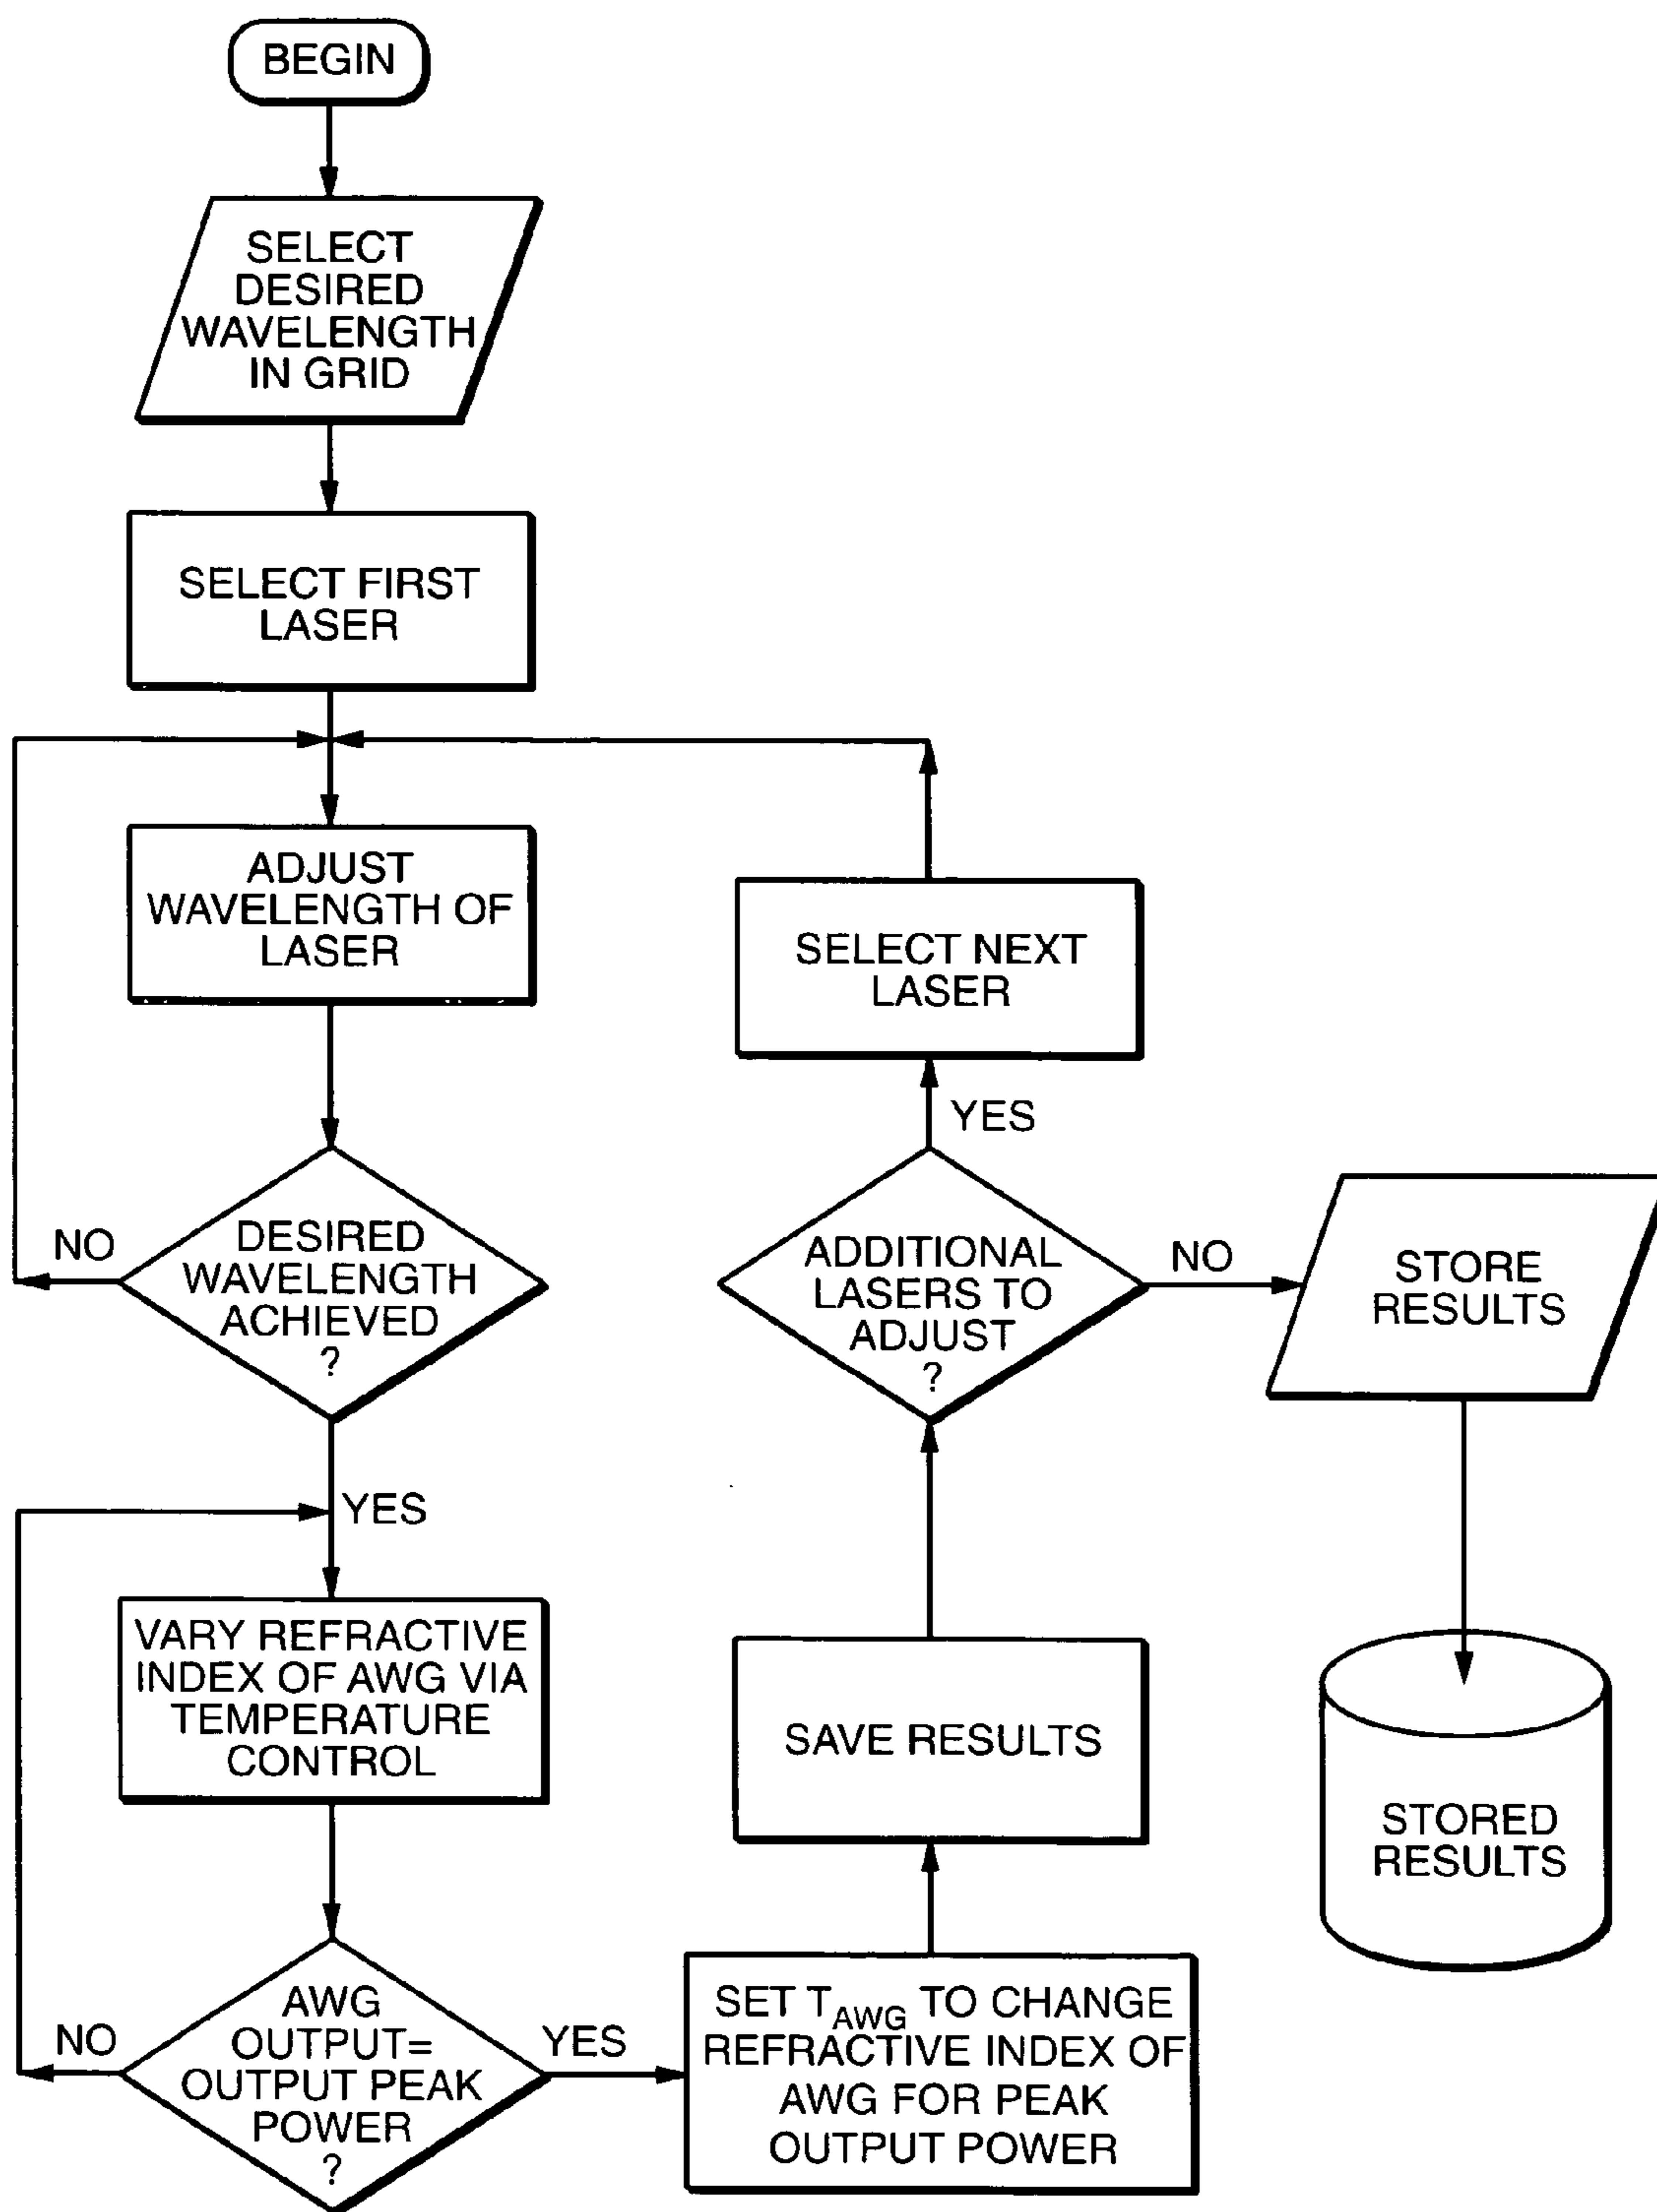 BEGIN
SELECT
DESIRED
WAVELENGTH
IN GRID
SELECT FIRST
LASER
ADJUST
WAVELENGTH OF
LASER
DESIRED
WAVELENGTH
ACHIEVED
?
NO
YES
VARY REFRACTIVE
INDEX OF AWG VIA
TEMPERATURE
CONTROL
AWG
OUTPUT=
OUTPUT PEAK
POWER
?
NO
YES
SET TAWG TO CHANGE
REFRACTIVE INDEX OF
AWG FOR PEAK
OUTPUT POWER
SAVE RESULTS
ADDITIONAL
LASERS TO
ADJUST
?
YES
SELECT NEXT
LASER
NO
STORE
RESULTS
STORED
RESULTS